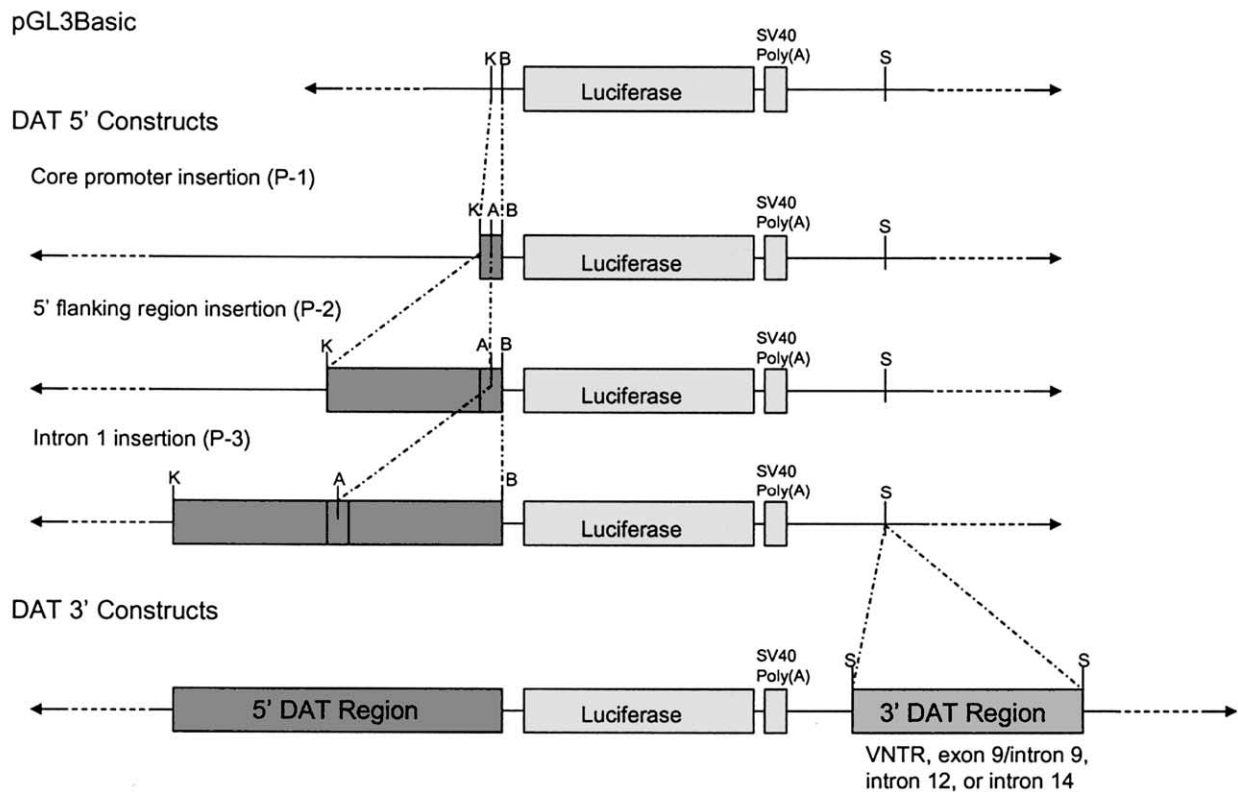 pGL3Basic
SV40
Poly(A)
K B
S
Luciferase
DAT 5' Constructs
Core promoter insertion (P-1)
SV40
Poly(A)
K A B
S
Luciferase
5' flanking region insertion (P-2)
SV40
Poly(A)
K
A B
S
Luciferase
Intron 1 insertion (P-3)
SV40
Poly(A)
K
A
B
S
Luciferase
DAT 3' Constructs
SV40
Poly(A)
S
S
5' DAT Region
Luciferase
3' DAT Region
VNTR, exon 9/intron 9,
intron 12, or intron 14